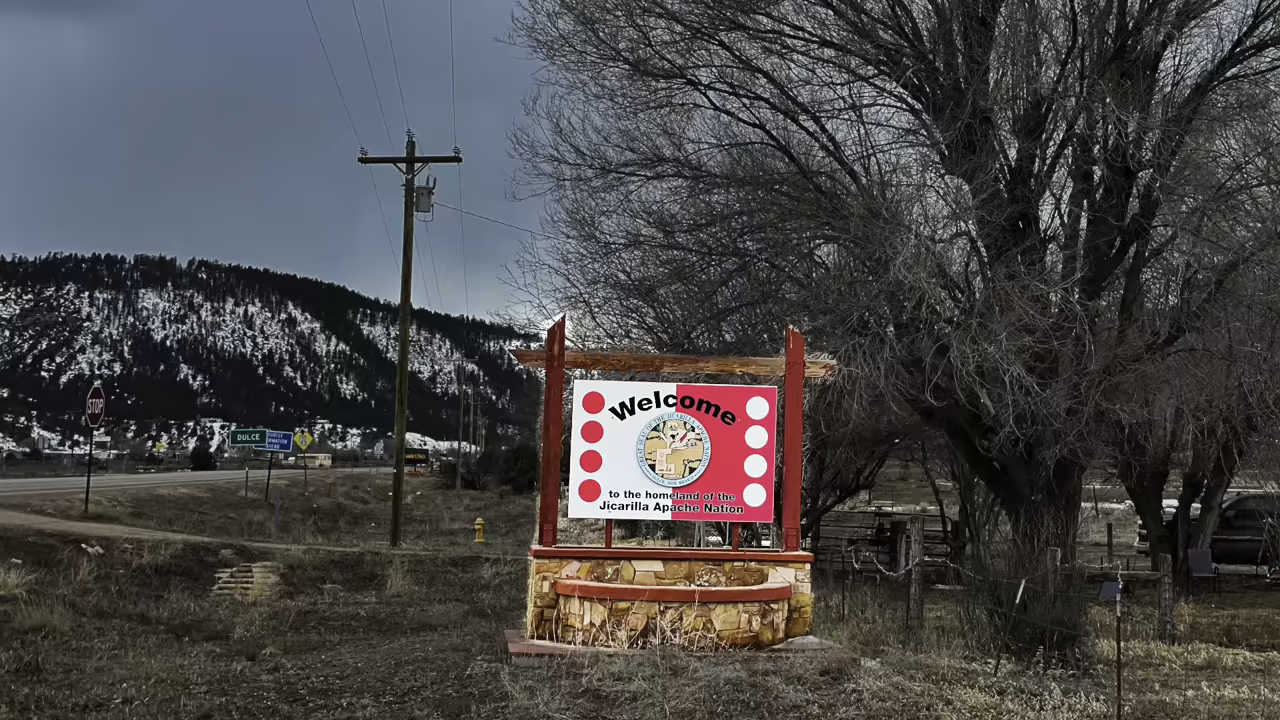 STOP
DULCE
Welcome
to the homeland of the
Jicarilla Apache Nation